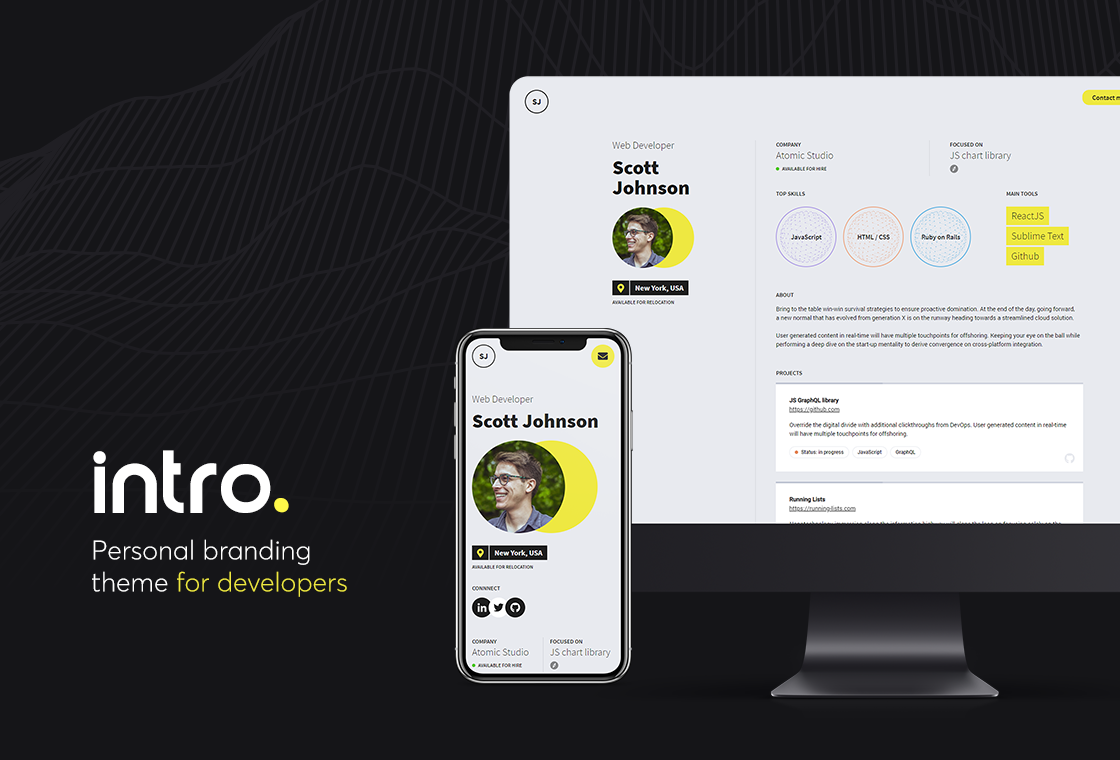 intro.
Personal branding
theme for developers
SJ
Contact m
Web Developer
Scott
Johnson
New York, USA
AVAILABLE FOR RELOCATION
COMPANY
Atomic Studio
AVAILABLE FOR HIRE
FOCUSED ON
JS chart library
TOP SKILLS
JavaScript
HTML / CSS
Ruby on Rails
MAIN TOOLS
ReactJS
Sublime Text
Github
ABOUT
Bring to the table win-win survival strategies to ensure proactive domination. At the end of the day, going forward,
a new normal that has evolved from generation X is on the runway heading towards a streamlined cloud solution.
User generated content in real-time will have multiple touchpoints for offshoring. Keeping your eye on the ball while
performing a deep dive on the start-up mentality to derive convergence on cross-platform integration.
PROJECTS
JS GraphQL library
https://github.com
Override the digital divide with additional clickthroughs from DevOps. User generated content in real-time
will have multiple touchpoints for offshoring.
Status: in progress
JavaScript
GraphQL
Running Lists
https://running-lists.com
SJ
Web Developer
Scott Johnson
New York, USA
AVAILABLE FOR RELOCATION
CONNNECT
in
COMPANY
Atomic Studio
AVAILABLE FOR HIRE
FOCUSED ON
JS chart library